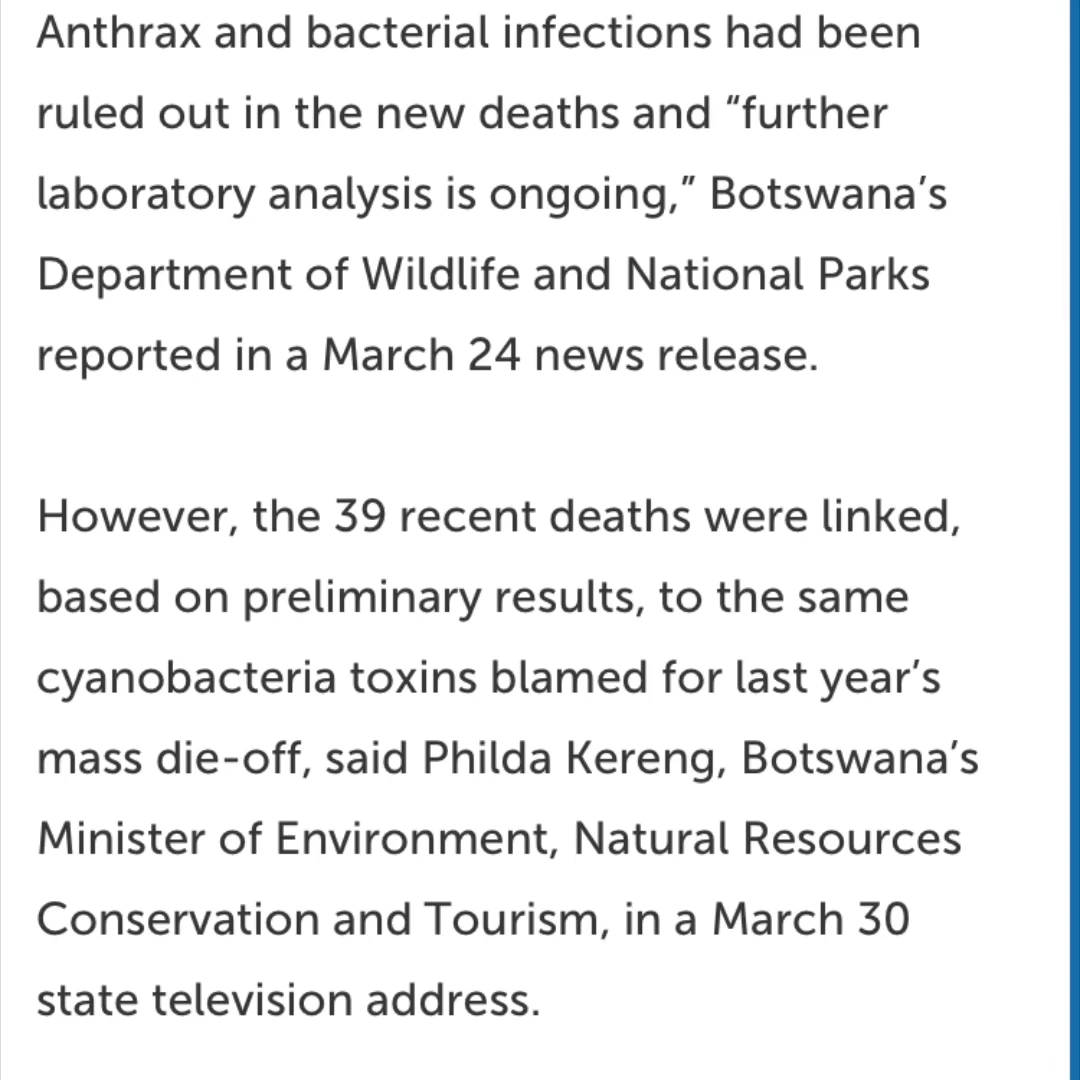 Anthrax and bacterial infections had been
ruled out in the new deaths and “further
laboratory analysis is ongoing,” Botswana’s
Department of Wildlife and National Parks
reported in a March 24 news release.
However, the 39 recent deaths were linked,
based on preliminary results, to the same
cyanobacteria toxins blamed for last year’s
mass die-off, said Philda Kereng, Botswana’s
Minister of Environment, Natural Resources
Conservation and Tourism, in a March 30
state television address.